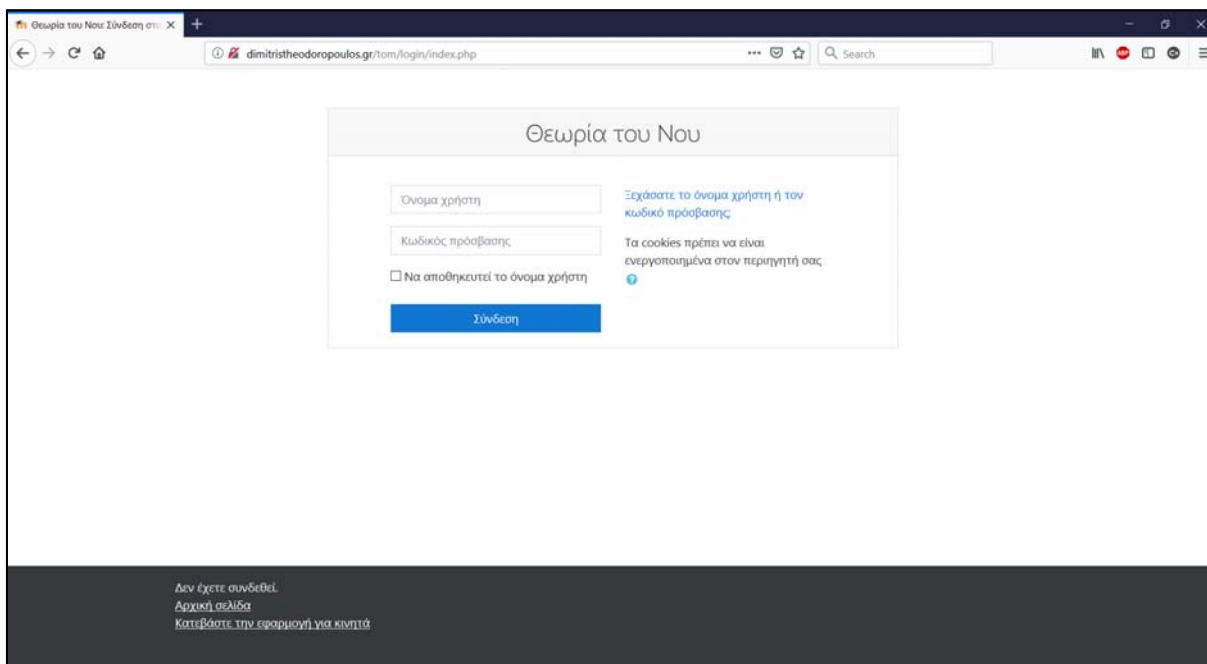 Θεωρία του Νου: Σύνδεση στο
dimitristheodoropoulos.gr/tom/login/index.php
Search
ABP
Θεωρία του Νου
Όνομα χρήστη
Κωδικός πρόσβασης
Να αποθηκευτεί το όνομα χρήστη
Σύνδεση
Ξεχάσατε το όνομα χρήστη ή τον
κωδικό πρόσβασης;
Τα cookies πρέπει να είναι
ενεργοποιημένα στον περιηγητή σας
Δεν έχετε συνδεθεί.
Αρχική σελίδα
Κατεβάστε την εφαρμογή για κινητά